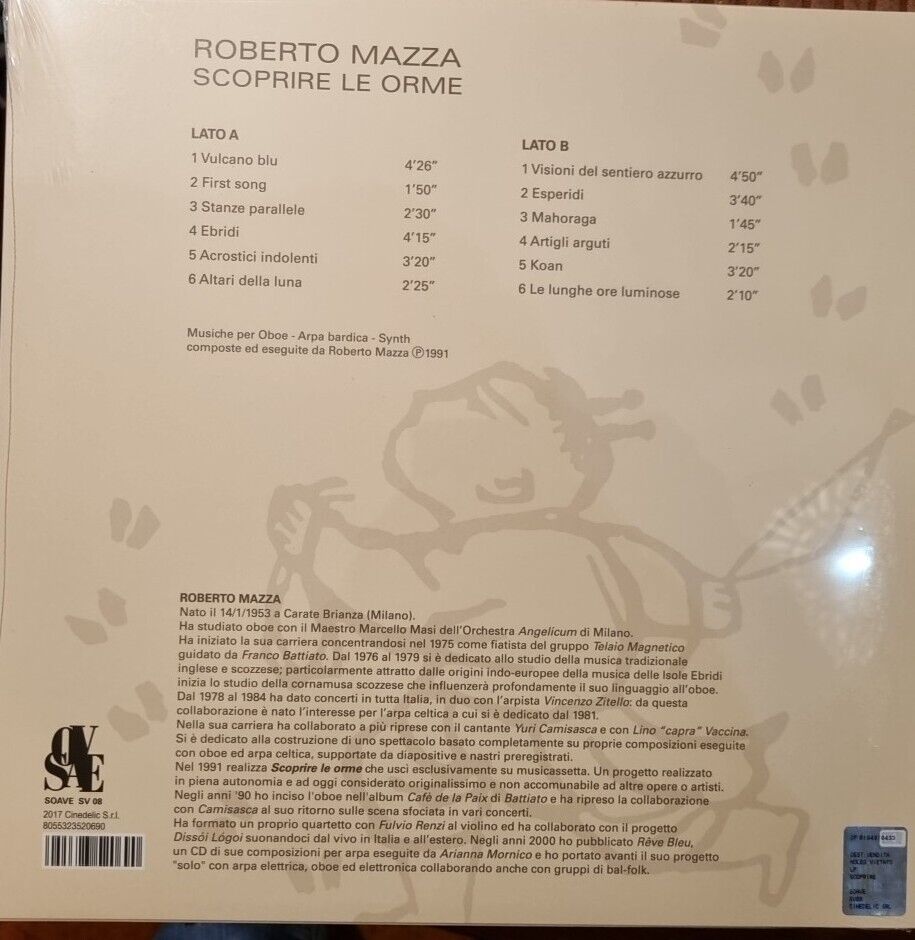 ROBERTO MAZZA
SCOPRIRE LE ORME
LATO A
1 Vulcano blu 4'26"
2 First song 1'50"
3 Stanze parallele 2'30"
4 Ebridi 4'15"
5 Acrostici indolenti 3'20"
6 Altari della luna 2'25"
LATO B
1 Visioni del sentiero azzurro 4'50"
2 Esperidi 3'40"
3 Mahoraga 1'45"
4 Artigli arguti 2'15"
5 Koan 3'20"
6 Le lunghe ore luminose 2'10"
Musiche per Oboe - Arpa bardica - Synth
composte ed eseguite da Roberto Mazza ℗1991
ROBERTO MAZZA
Nato il 14/1/1953 a Carate Brianza (Milano).
Ha studiato oboe con il Maestro Marcello Masi dell'Orchestra Angelicum di Milano.
Ha iniziato la sua carriera concentrandosi nel 1975 come fiatista del gruppo Telaio Magnetico
guidato da Franco Battiato. Dal 1976 al 1979 si è dedicato allo studio della musica tradizionale
inglese e scozzese; particolarmente attratto dalle origini indo-europee della musica delle Isole Ebridi
inizia lo studio della cornamusa scozzese che influenzerà profondamente il suo linguaggio all'oboe.
Dal 1978 al 1984 ha dato concerti in tutta Italia, in duo con l'arpista Vincenzo Zitello: da questa
collaborazione è nato l'interesse per l'arpa celtica a cui si è dedicato dal 1981.
Nella sua carriera ha collaborato a più riprese con il cantante Yuri Camisasca e con Lino "capra" Vaccina.
Si è dedicato alla costruzione di uno spettacolo basato completamente su proprie composizioni eseguite
con oboe ed arpa celtica, supportate da diapositive e nastri preregistrati.
Nel 1991 realizza Scoprire le orme che uscì esclusivamente su musicassetta. Un progetto realizzato
in piena autonomia e ad oggi considerato originalissimo e non accomunabile ad altre opere o artisti.
Negli anni '90 ho inciso l'oboe nell'album Cafè de la Paix di Battiato e ha ripreso la collaborazione
con Camisasca al suo ritorno sulla scena sfociata in vari concerti.
Ha formato un proprio quartetto con Fulvio Renzi al violino ed ha collaborato con il progetto
Dissói Lógoi suonandoci dal vivo in Italia e all'estero. Negli anni 2000 ho pubblicato Rêve Bleu,
un CD di sue composizioni per arpa eseguite da Arianna Mornico e ho portato avanti il suo progetto
"solo" con arpa elettrica, oboe ed elettronica collaborando anche con gruppi di bal-folk.
SOAVE
SOAVE SV 08
2017 Cinedelic S.r.l.
8055323520690
DEST.VENDITA
NOLEG VIETATO
LP
SCOPRIRE
SOAVE
SV08
CINEDELIC SRL